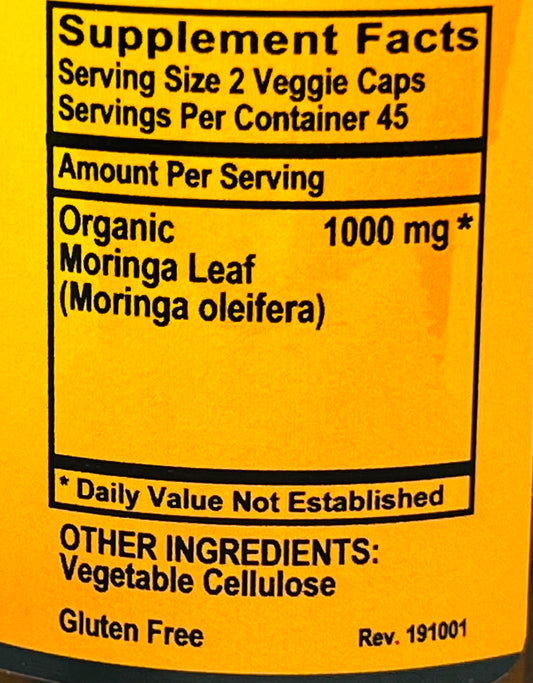 Supplement Facts
Serving Size 2 Veggie Caps
Servings Per Container 45
Amount Per Serving
Organic 1000 mg *
Moringa Leaf
(Moringa oleifera)
* Daily Value Not Established
OTHER INGREDIENTS:
Vegetable Cellulose
Gluten Free Rev. 191001